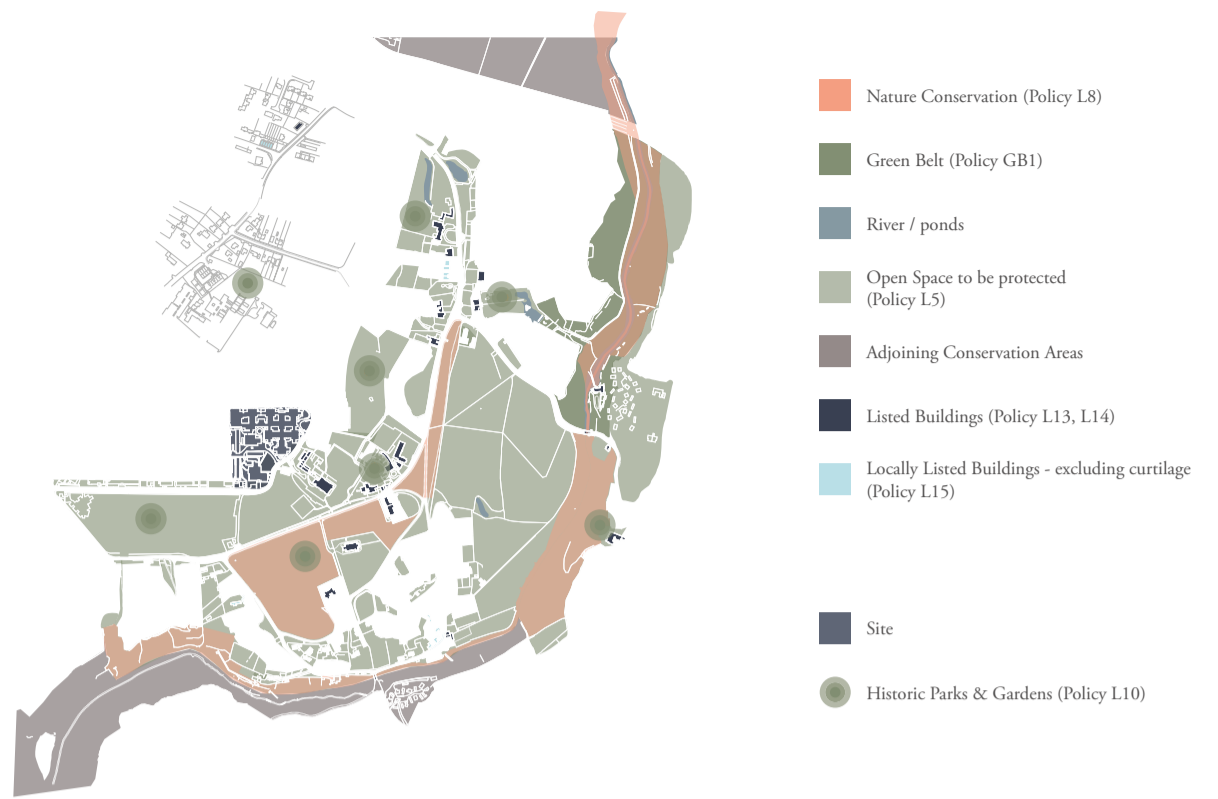 Nature Conservation (Policy L8)
Green Belt (Policy GB1)
River / ponds
Open Space to be protected
(Policy L5)
Adjoining Conservation Areas
Listed Buildings (Policy L13, L14)
Locally Listed Buildings - excluding curtilage
(Policy L15)
Site
Historic Parks & Gardens (Policy L10)